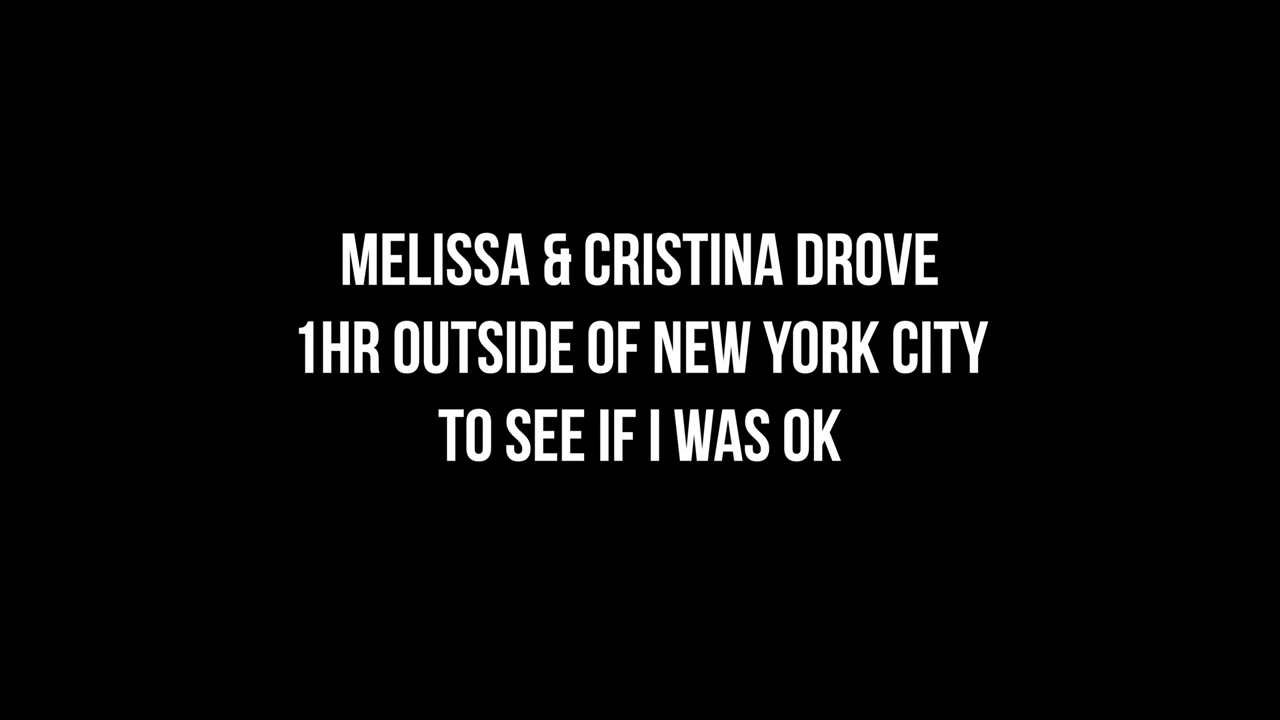 MELISSA & CRISTINA DROVE
1HR OUTSIDE OF NEW YORK CITY
TO SEE IF I WAS OK